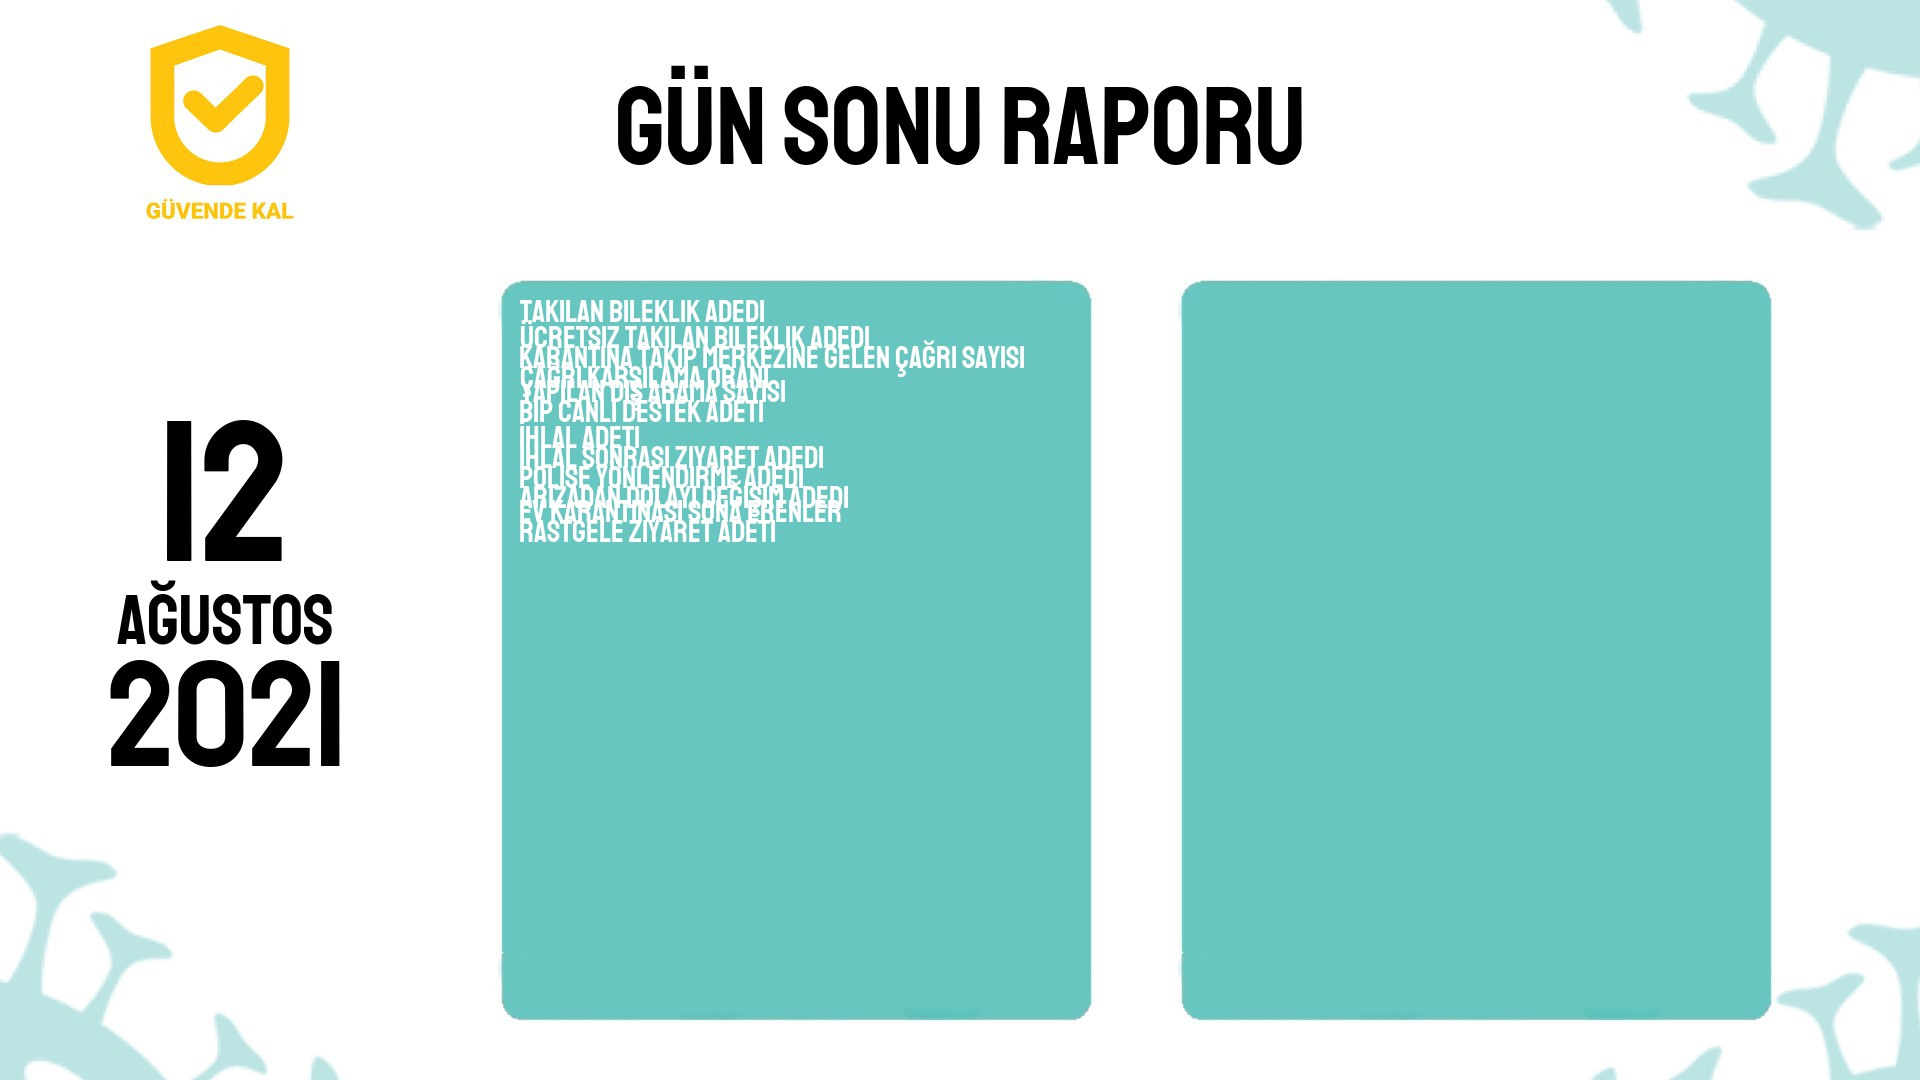 GÜVENDE KAL
GÜN SONU RAPORU
12
AĞUSTOS
2021
TAKILAN BILEKLIK ADEDI
ÜCRETSIZ TAKILAN BILEKLIK ADEDI
KARANTINA TAKIP MERKEZINE GELEN ÇAĞRI SAYISI
ÇAĞRI KARŞILAMA ORANI
YAPILAN DIŞ ARAMA SAYISI
BIP CANLI DESTEK ADETI
İHLAL ADETI
İHLAL SONRASI ZIYARET ADEDI
POLISE YÖNLENDIRME ADEDI
ARIZADAN DOLAYI DEĞIŞIM ADEDI
EV KARANTINASI SONA ERENLER
RASTGELE ZIYARET ADETI